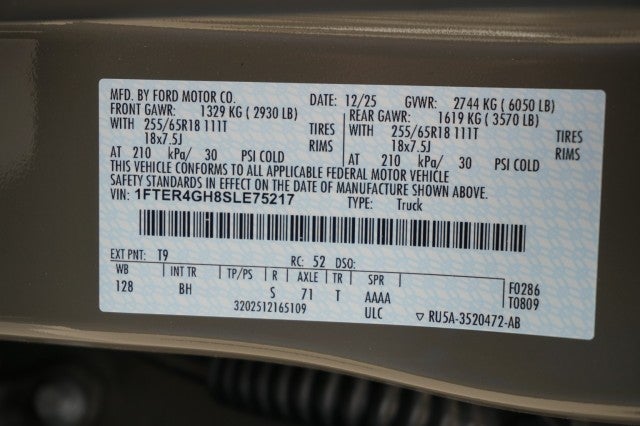 MFD. BY FORD MOTOR CO. DATE: 12/25 GVWR: 2744 KG ( 6050 LB)
FRONT GAWR: 1329 KG ( 2930 LB) REAR GAWR: 1619 KG ( 3570 LB)
WITH 255/65R18 111T TIRES WITH 255/65R18 111T TIRES
18x7.5J RIMS 18x7.5J RIMS
AT 210 kPa/ 30 PSI COLD AT 210 kPa/ 30 PSI COLD
THIS VEHICLE CONFORMS TO ALL APPLICABLE FEDERAL MOTOR VEHICLE
SAFETY STANDARDS IN EFFECT ON THE DATE OF MANUFACTURE SHOWN ABOVE.
VIN: 1FTER4GH8SLE75217 TYPE: Truck
EXT PNT: T9 RC: 52 DSO:
WB INT TR TP/PS R AXLE TR SPR F0286
128 BH S 71 T AAAA T0809
3202512165109 ULC ▽ RU5A-3520472-AB